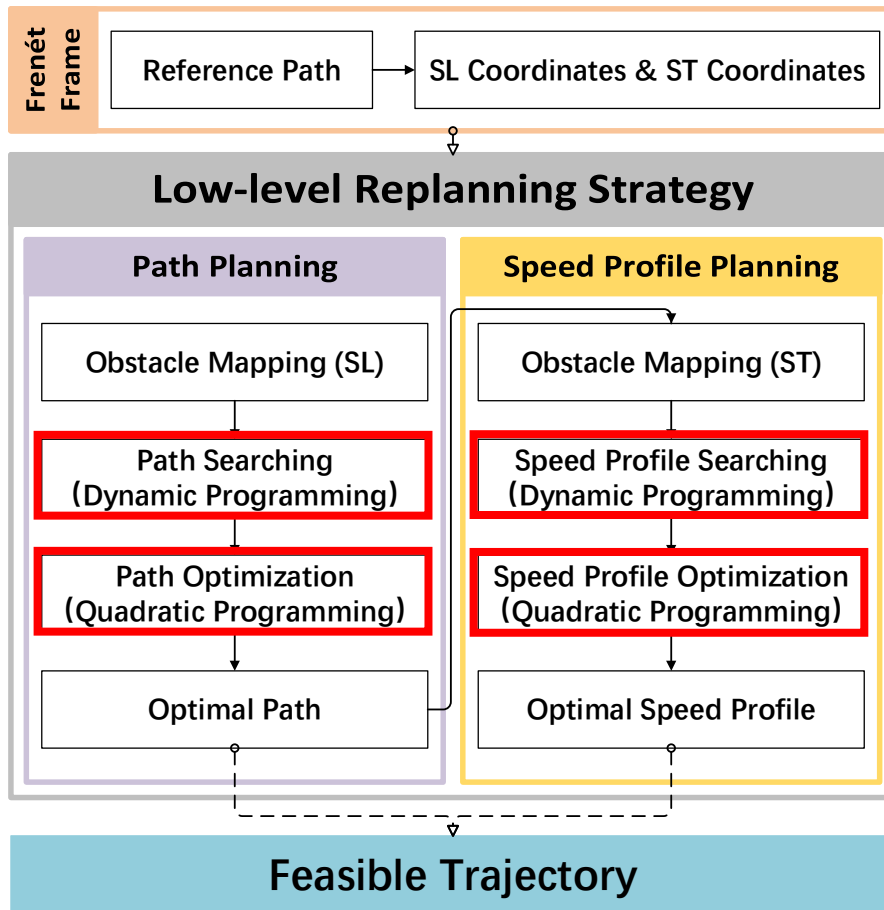 Frenét
Frame
Reference Path
SL Coordinates & ST Coordinates
Low-level Replanning Strategy
Path Planning
Obstacle Mapping (SL)
Path Searching
(Dynamic Programming)
Path Optimization
(Quadratic Programming)
Optimal Path
Speed Profile Planning
Obstacle Mapping (ST)
Speed Profile Searching
(Dynamic Programming)
Speed Profile Optimization
(Quadratic Programming)
Optimal Speed Profile
Feasible Trajectory